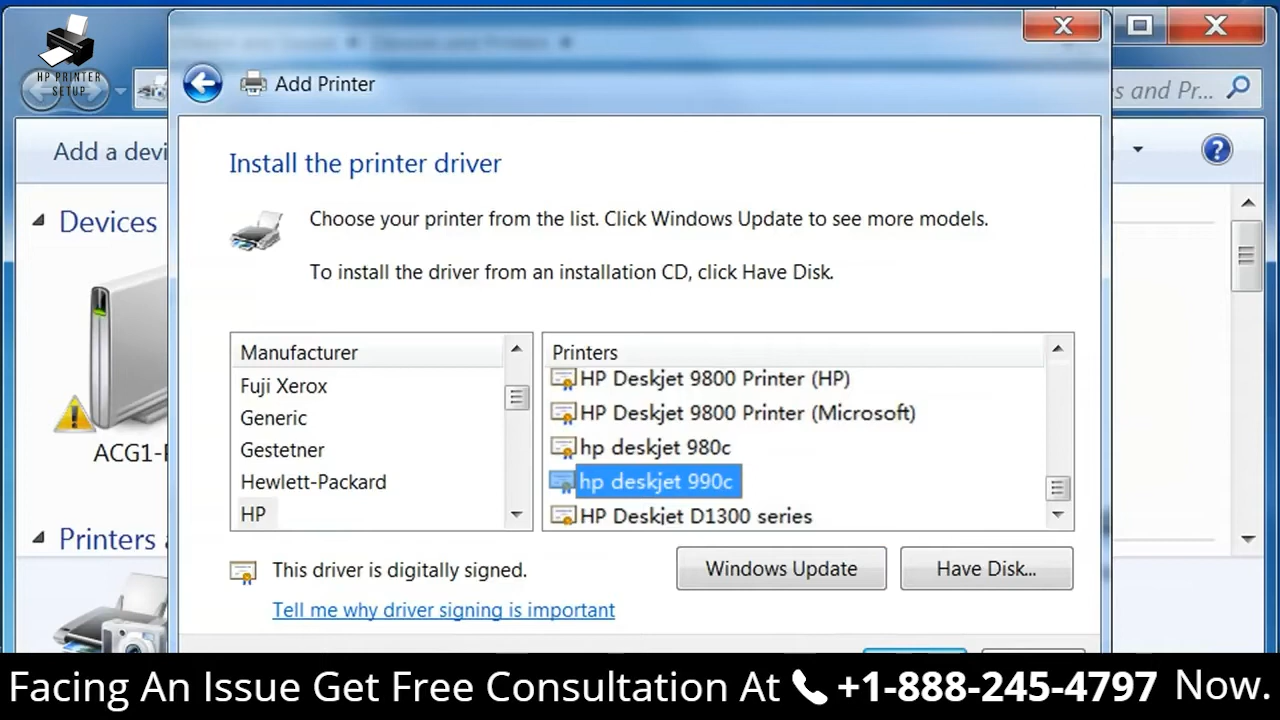 HP PRINTER
SETUP
Add Printer
s and Pr...
Add a devi
Install the printer driver
Devices
Choose your printer from the list. Click Windows Update to see more models.
To install the driver from an installation CD, click Have Disk.
Manufacturer
Fuji Xerox
Generic
Gestetner
Hewlett-Packard
HP
Printers
HP Deskjet 9800 Printer (HP)
HP Deskjet 9800 Printer (Microsoft)
hp deskjet 980c
hp deskjet 990c
HP Deskjet D1300 series
ACG1-
Printers
This driver is digitally signed.
Windows Update
Have Disk...
Tell me why driver signing is important
Facing An Issue Get Free Consultation At +1-888-245-4797 Now.